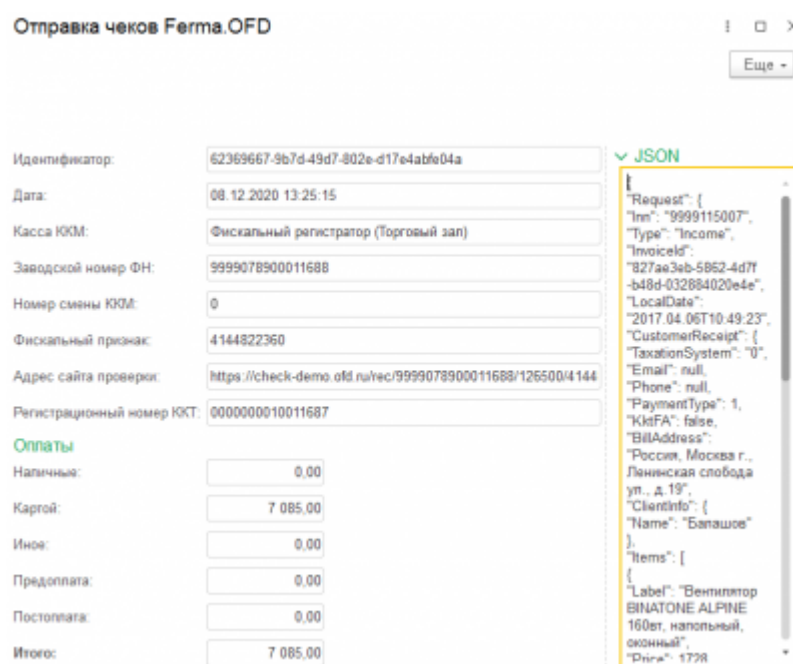 Отправка чеков Ferma.OFD
Еще
Идентификатор: 62369667-9b7d-49d7-802e-d17e4abfe04a
Дата: 08.12.2020 13:25:15
Касса ККМ: Фискальный регистратор (Торговый зал)
Заводской номер ФН: 9999078900011688
Номер смены ККМ: 0
Фискальный признак: 4144822360
Адрес сайта проверки: https://check-demo.ofd.ru/rec/9999078900011688/126500/4144
Регистрационный номер ККТ: 0000000010011687
Оплаты
Наличные: 0,00
Картой: 7 085,00
Иное: 0,00
Предоплата: 0,00
Постоплата: 0,00
Итого: 7 085,00
JSON
{
"Request": {
"Inn": "9999115007",
"Type": "Income",
"InvoiceId":
"827ae3eb-5862-4d7f
-b48d-032884020e4e",
"LocalDate":
"2017.04.06T10:49:23",
"CustomerReceipt": {
"TaxationSystem": "0",
"Email": null,
"Phone": null,
"PaymentType": 1,
"KktFA": false,
"BillAddress":
"Россия, Москва г.,
Ленинская слобода
ул., д.19",
"ClientInfo": {
"Name": "Балашов"
},
"Items": [
{
"Label": "Вентилятор
BINATONE ALPINE
160вт, напольный,
оконный",
"Price": 1728